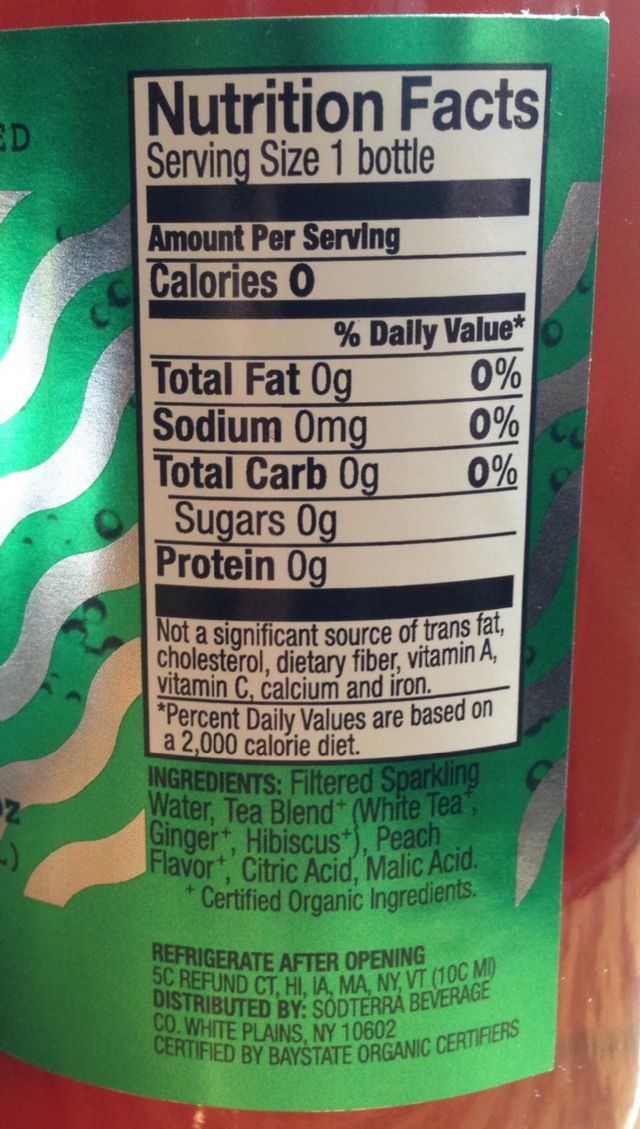 ED
Nutrition Facts
Serving Size 1 bottle
Amount Per Serving
Calories 0
% Daily Value*
Total Fat 0g 0%
Sodium 0mg 0%
Total Carb 0g 0%
Sugars 0g
Protein 0g
Not a significant source of trans fat,
cholesterol, dietary fiber, vitamin A,
vitamin C, calcium and iron.
*Percent Daily Values are based on
a 2,000 calorie diet.
INGREDIENTS: Filtered Sparkling
Water, Tea Blend+ (White Tea+,
Ginger+, Hibiscus+), Peach
Flavor+, Citric Acid, Malic Acid.
+ Certified Organic Ingredients.
REFRIGERATE AFTER OPENING
5C REFUND CT, HI, IA, MA, NY, VT (10C MI)
DISTRIBUTED BY: SODTERRA BEVERAGE
CO. WHITE PLAINS, NY 10602
CERTIFIED BY BAYSTATE ORGANIC CERTIFIERS